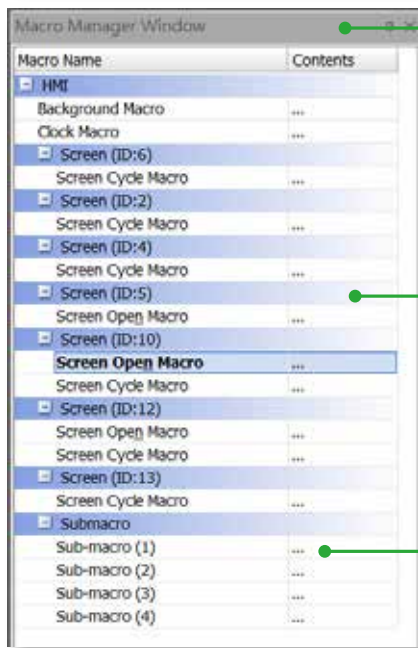 Macro Manager Window
Macro Name Contents
HMI
Background Macro ...
Clock Macro ...
Screen (ID:6)
Screen Cycle Macro ...
Screen (ID:2)
Screen Cycle Macro ...
Screen (ID:4)
Screen Cycle Macro ...
Screen (ID:5)
Screen Open Macro ...
Screen (ID:10)
Screen Open Macro ...
Screen Cycle Macro ...
Screen (ID:12)
Screen Open Macro ...
Screen Cycle Macro ...
Screen (ID:13)
Screen Cycle Macro ...
Submacro
Sub-macro (1) ...
Sub-macro (2) ...
Sub-macro (3) ...
Sub-macro (4) ...